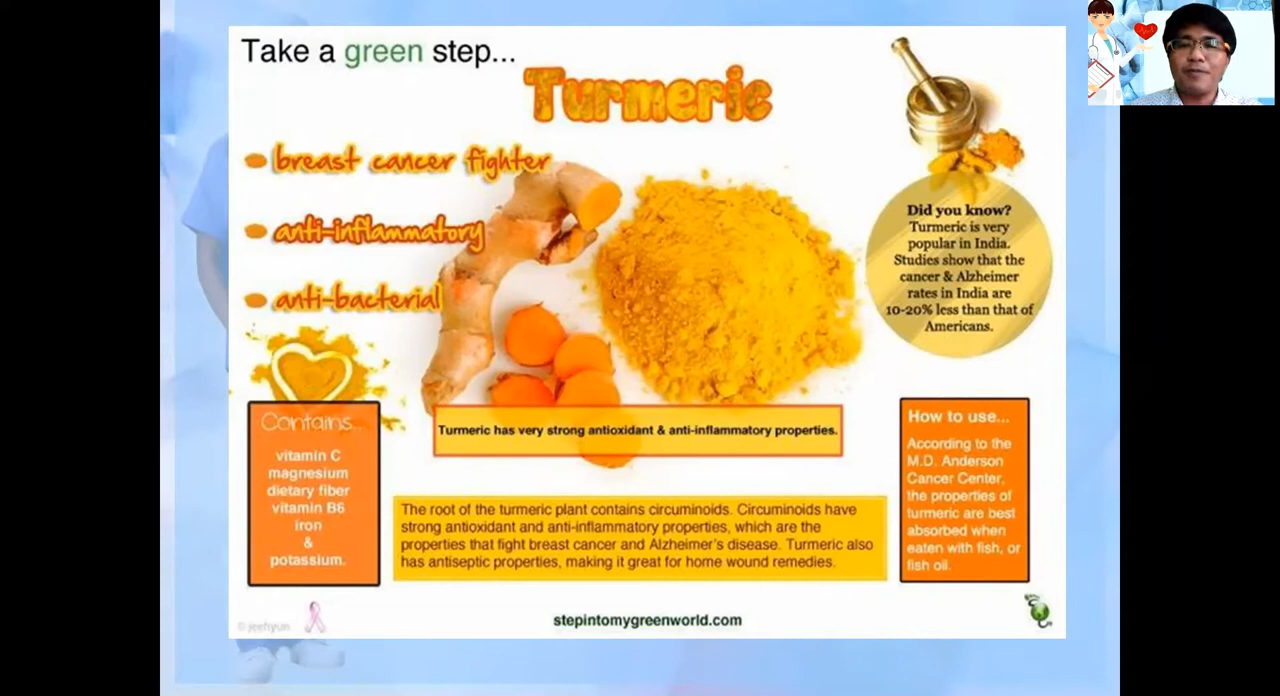 Take a green step...
Turmeric
breast cancer fighter
anti-inflammatory
anti-bacterial
Did you know?
Turmeric is very
popular in India.
Studies show that the
cancer & Alzheimer
rates in India are
10-20% less than that of
Americans.
Contains...
vitamin C
magnesium
dietary fiber
vitamin B6
iron
&
potassium.
Turmeric has very strong antioxidant & anti-inflammatory properties.
The root of the turmeric plant contains circuminoids. Circuminoids have
strong antioxidant and anti-inflammatory properties, which are the
properties that fight breast cancer and Alzheimer's disease. Turmeric also
has antiseptic properties, making it great for home wound remedies.
How to use...
According to the
M.D. Anderson
Cancer Center,
the properties of
turmeric are best
absorbed when
eaten with fish, or
fish oil.
© jeehyun
stepintomygreenworld.com